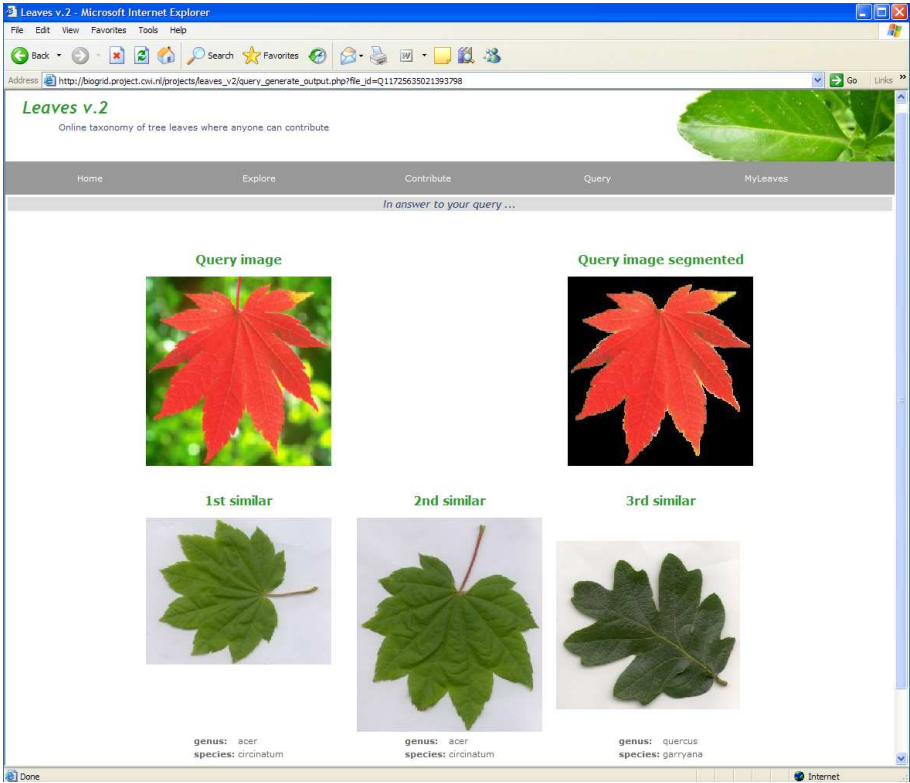 Leaves v.2 - Microsoft Internet Explorer
File Edit View Favorites Tools Help
Back Search Favorites
Address http://biogrid.project.cwi.nl/projects/leaves_v2/query_generate_output.php?file_id=Q11725635021393798 Go Links »
Leaves v.2
Online taxonomy of tree leaves where anyone can contribute
Home Explore Contribute Query MyLeaves
In answer to your query ...
Query image Query image segmented
1st similar 2nd similar 3rd similar
genus: acer genus: acer genus: quercus
species: circinatum species: circinatum species: garryana
Done Internet